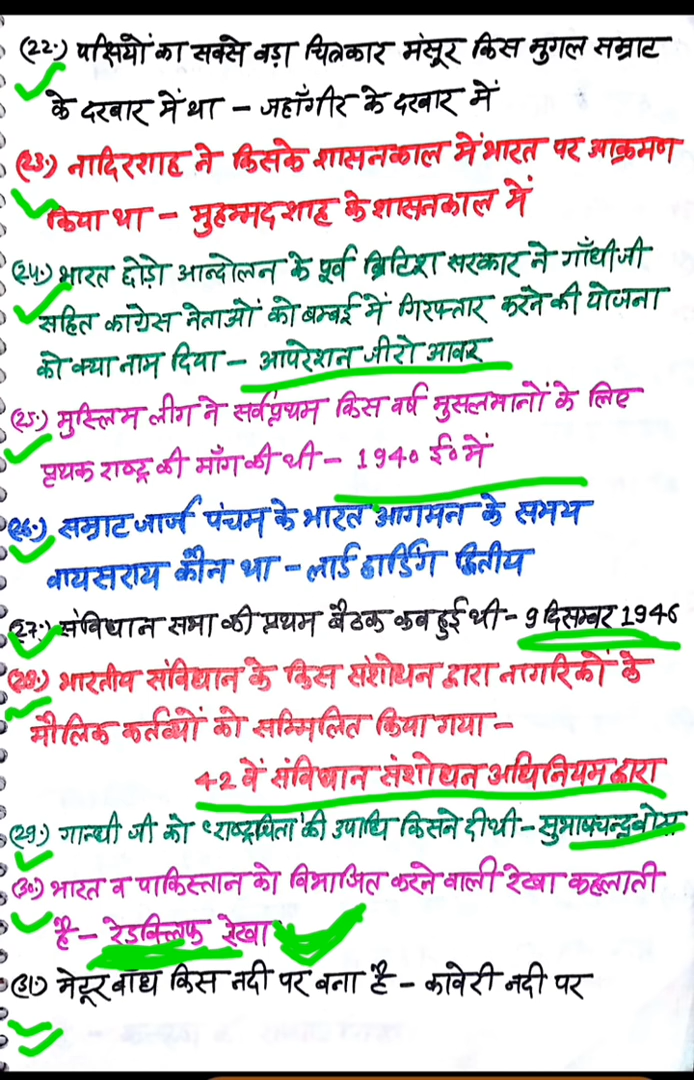 (22.) पक्षियों का सबसे बड़ा चित्रकार मंसूर किस मुगल सम्राट
के दरबार में था - जहाँगीर के दरबार में
(23.) नादिरशाह ने किसके शासनकाल में भारत पर आक्रमण
किया था - मुहम्मद शाह के शासनकाल में
(24.) भारत छोड़ो आन्दोलन के पूर्व ब्रिटिश सरकार ने गाँधीजी
सहित कांग्रेस नेताओं को बम्बई में गिरफ्तार करने की योजना
को क्या नाम दिया - आपरेशन जीरो आवर
(25.) मुस्लिम लीग ने सर्वप्रथम किस वर्ष मुसलमानों के लिए
प्रथक राष्ट्र की माँग की थी - 1940 ई० में
(26.) सम्राट जार्ज पंचम के भारत आगमन के समय
वायसराय कौन था - लार्ड हार्डिंग द्वितीय
(27.) संविधान सभा की प्रथम बैठक कब हुई थी - 9 दिसम्बर 1946
(28.) भारतीय संविधान के किस संशोधन द्वारा नागरिकों के
मौलिक कर्तव्यों को सम्मिलित किया गया -
42 वें संविधान संशोधन अधिनियम द्वारा
(29.) गान्धी जी को 'राष्ट्रपिता' की उपाधि किसने दी थी - सुभाषचन्द्र बोस
(30.) भारत व पाकिस्तान को विभाजित करने वाली रेखा कहलाती
है - रेडक्लिफ रेखा
(31) मेटूर बाँध किस नदी पर बना है - कावेरी नदी पर